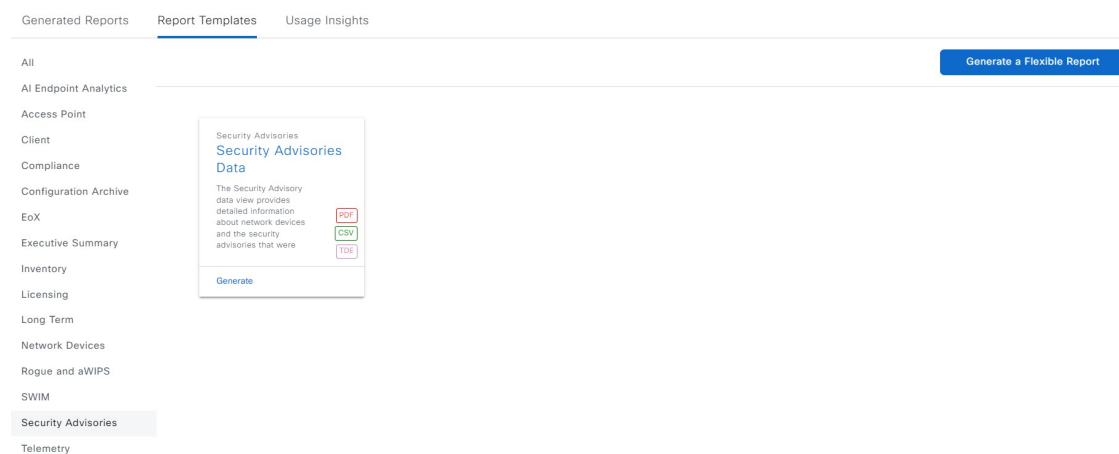 Generated Reports
Report Templates
Usage Insights
All
AI Endpoint Analytics
Access Point
Client
Compliance
Configuration Archive
EoX
Executive Summary
Inventory
Licensing
Long Term
Network Devices
Rogue and aWIPS
SWIM
Security Advisories
Telemetry
Generate a Flexible Report
Security Advisories
Security Advisories
Data
The Security Advisory
data view provides
detailed information
about network devices
and the security
advisories that were
PDF
CSV
TDE
Generate